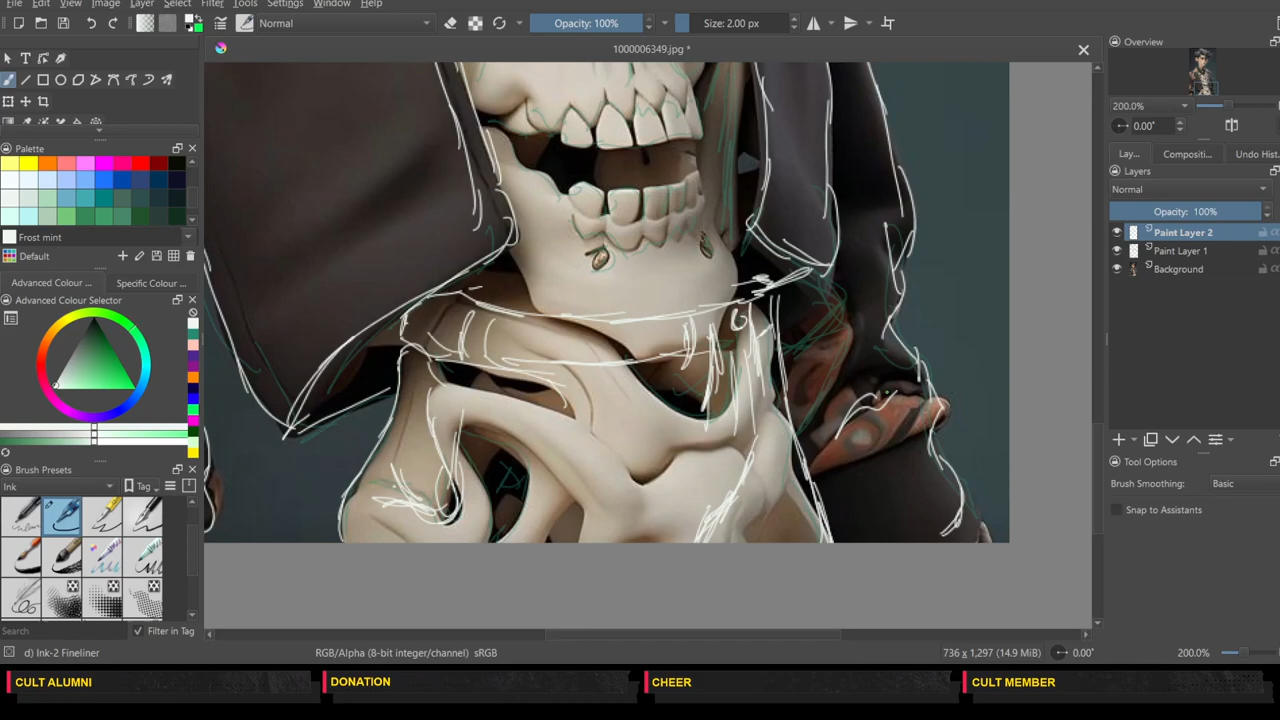 File Edit View Image Layer Select Filter Tools Settings Window Help
Normal
Opacity: 100%
Size: 2.00 px
1000006349.jpg *
Overview
200.0%
0.00°
Lay...
Compositi...
Undo Hist.
Layers
Normal
Opacity: 100%
Paint Layer 2
Paint Layer 1
Background
Tool Options
Brush Smoothing: Basic
Snap to Assistants
Palette
Frost mint
Default
Advanced Colour ...
Specific Colour ...
Advanced Colour Selector
Brush Presets
Ink
Tag
Search
Filter in Tag
d) Ink-2 Fineliner
RGB/Alpha (8-bit integer/channel) sRGB
736 x 1,297 (14.9 MiB)
0.00°
200.0%
CULT ALUMNI
DONATION
CHEER
CULT MEMBER